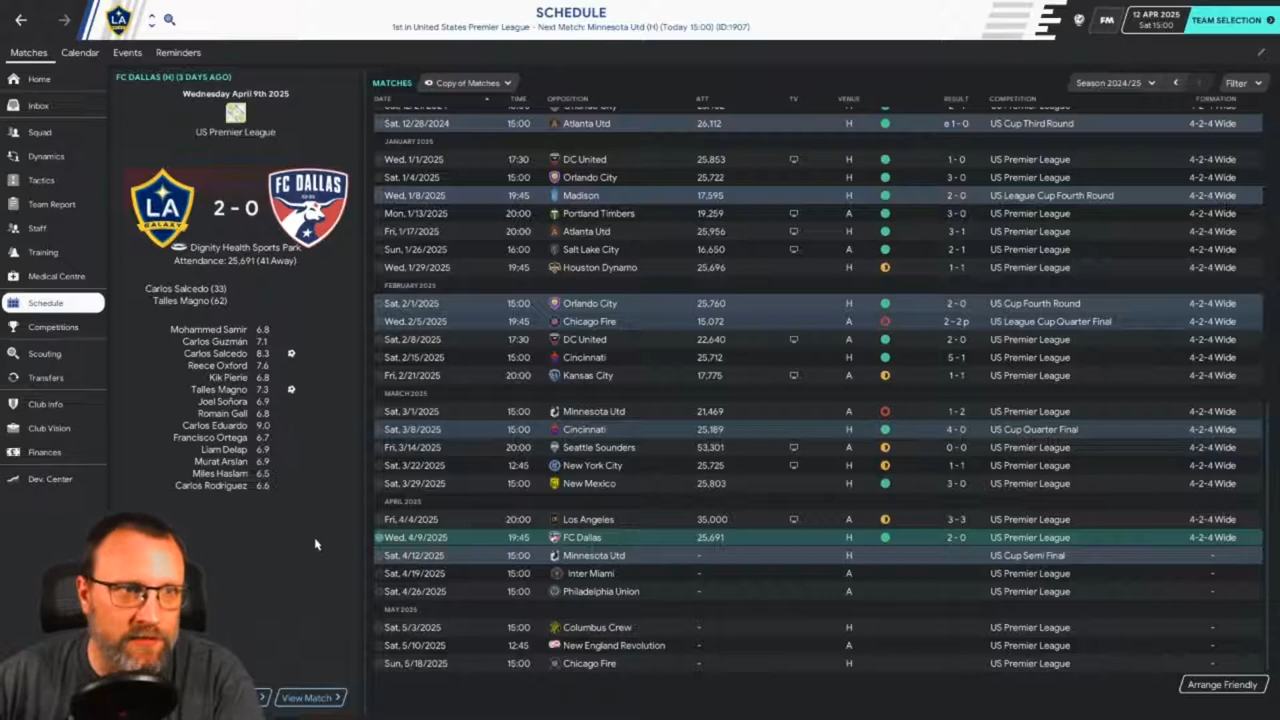 SCHEDULE
1st in United States Premier League - Next Match: Minnesota Utd (H) (Today 15:00) (ID:1907)
FM
12 APR 2025
Sat 15:00
TEAM SELECTION
Matches Calendar Events Reminders
Home
Inbox
Squad
Dynamics
Tactics
Team Report
Staff
Training
Medical Centre
Schedule
Competitions
Scouting
Transfers
Club Info
Club Vision
Finances
Dev. Center
FC DALLAS (H) (3 DAYS AGO)
Wednesday April 9th 2025
US Premier League
LA
GALAXY
2 - 0
FC DALLAS
Dignity Health Sports Park
Attendance: 25,691 (41 Away)
Carlos Salcedo (33)
Talles Magno (62)
Mohammed Samir 6.8
Carlos Guzmán 7.1
Carlos Salcedo 8.3
Reece Oxford 7.6
Kik Pierie 6.8
Talles Magno 7.3
Joel Soñora 6.9
Romain Gall 6.8
Carlos Eduardo 9.0
Francisco Ortega 6.7
Liam Delap 6.9
Murat Arslan 6.9
Miles Haslam 6.5
Carlos Rodriguez 6.6
View Match
MATCHES Copy of Matches Season 2024/25 Filter
DATE TIME OPPOSITION ATT TV VENUE RESULT COMPETITION FORMATION
Sat, 12/28/2024 15:00 Atlanta Utd 26,112 H e 1 - 0 US Cup Third Round 4-2-4 Wide
JANUARY 2025
Wed, 1/1/2025 17:30 DC United 25,853 H 1 - 0 US Premier League 4-2-4 Wide
Sat, 1/4/2025 15:00 Orlando City 25,722 H 3 - 0 US Premier League 4-2-4 Wide
Wed, 1/8/2025 19:45 Madison 17,595 H 2 - 0 US League Cup Fourth Round 4-2-4 Wide
Mon, 1/13/2025 20:00 Portland Timbers 19,259 A 3 - 0 US Premier League 4-2-4 Wide
Fri, 1/17/2025 20:00 Atlanta Utd 25,956 A 3 - 1 US Premier League 4-2-4 Wide
Sun, 1/26/2025 16:00 Salt Lake City 16,650 A 2 - 1 US Premier League 4-2-4 Wide
Wed, 1/29/2025 19:45 Houston Dynamo 25,696 H 1 - 1 US Premier League 4-2-4 Wide
FEBRUARY 2025
Sat, 2/1/2025 15:00 Orlando City 25,760 H 2 - 0 US Cup Fourth Round 4-2-4 Wide
Wed, 2/5/2025 19:45 Chicago Fire 15,072 A 2 - 2 p US League Cup Quarter Final 4-2-4 Wide
Sat, 2/8/2025 17:30 DC United 22,640 A 2 - 0 US Premier League 4-2-4 Wide
Sat, 2/15/2025 15:00 Cincinnati 25,712 H 5 - 1 US Premier League 4-2-4 Wide
Fri, 2/21/2025 20:00 Kansas City 17,775 A 1 - 1 US Premier League 4-2-4 Wide
MARCH 2025
Sat, 3/1/2025 15:00 Minnesota Utd 21,469 A 1 - 2 US Premier League 4-2-4 Wide
Sat, 3/8/2025 15:00 Cincinnati 25,189 H 4 - 0 US Cup Quarter Final 4-2-4 Wide
Fri, 3/14/2025 20:00 Seattle Sounders 53,301 A 0 - 0 US Premier League 4-2-4 Wide
Sat, 3/22/2025 12:45 New York City 25,725 H 1 - 1 US Premier League 4-2-4 Wide
Sat, 3/29/2025 15:00 New Mexico 25,803 H 3 - 0 US Premier League 4-2-4 Wide
APRIL 2025
Fri, 4/4/2025 20:00 Los Angeles 35,000 A 3 - 3 US Premier League 4-2-4 Wide
Wed, 4/9/2025 19:45 FC Dallas 25,691 H 2 - 0 US Premier League 4-2-4 Wide
Sat, 4/12/2025 15:00 Minnesota Utd - H US Cup Semi Final -
Sat, 4/19/2025 15:00 Inter Miami - A US Premier League -
Sat, 4/26/2025 15:00 Philadelphia Union - A US Premier League -
MAY 2025
Sat, 5/3/2025 15:00 Columbus Crew - H US Premier League -
Sat, 5/10/2025 12:45 New England Revolution - A US Premier League -
Sun, 5/18/2025 15:00 Chicago Fire - H US Premier League -
Arrange Friendly